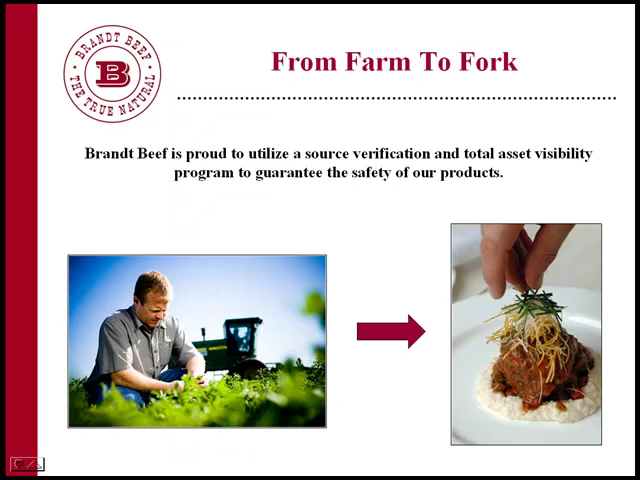 BRANDT BEEF
B
THE TRUE NATURAL
From Farm To Fork
Brandt Beef is proud to utilize a source verification and total asset visibility
program to guarantee the safety of our products.